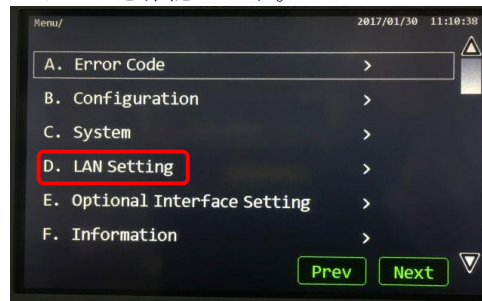 Menu/ 2017/01/30 11:10:38
A. Error Code >
B. Configuration >
C. System >
D. LAN Setting >
E. Optional Interface Setting >
F. Information >
Prev Next